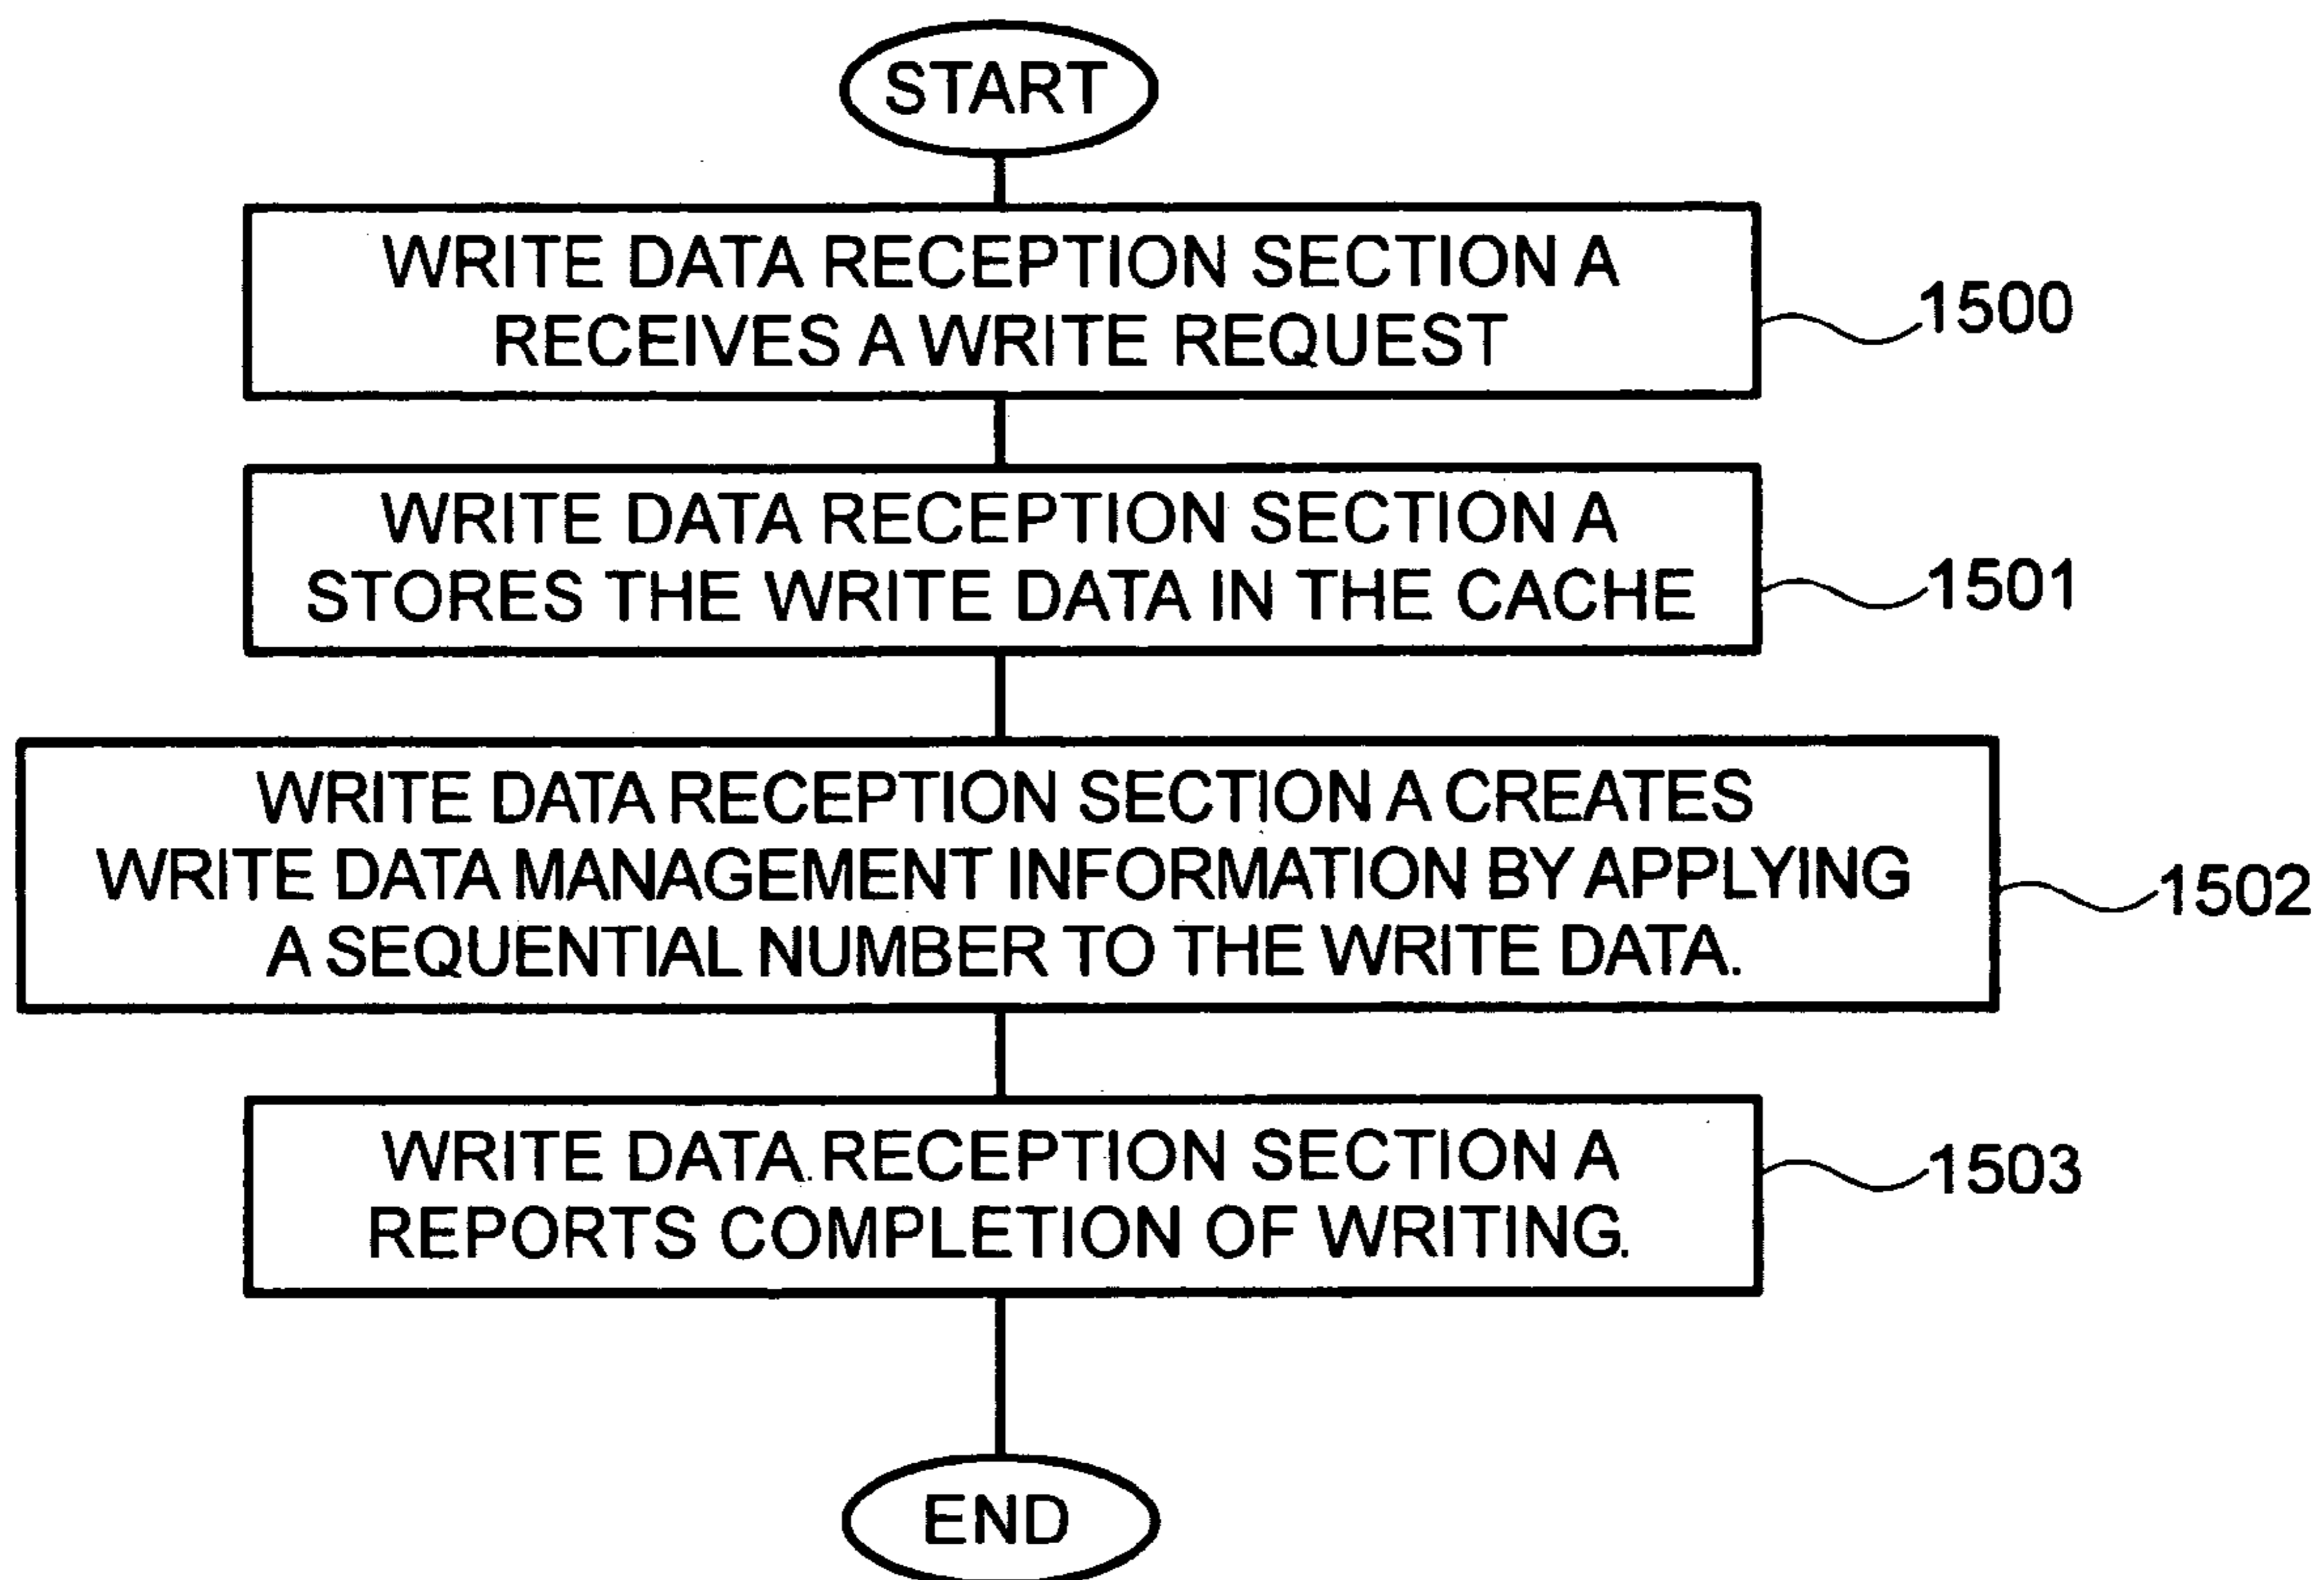 START
WRITE DATA RECEPTION SECTION A
RECEIVES A WRITE REQUEST
1500
WRITE DATA RECEPTION SECTION A
STORES THE WRITE DATA IN THE CACHE
1501
WRITE DATA RECEPTION SECTION A CREATES
WRITE DATA MANAGEMENT INFORMATION BY APPLYING
A SEQUENTIAL NUMBER TO THE WRITE DATA.
1502
WRITE DATA RECEPTION SECTION A
REPORTS COMPLETION OF WRITING.
1503
END